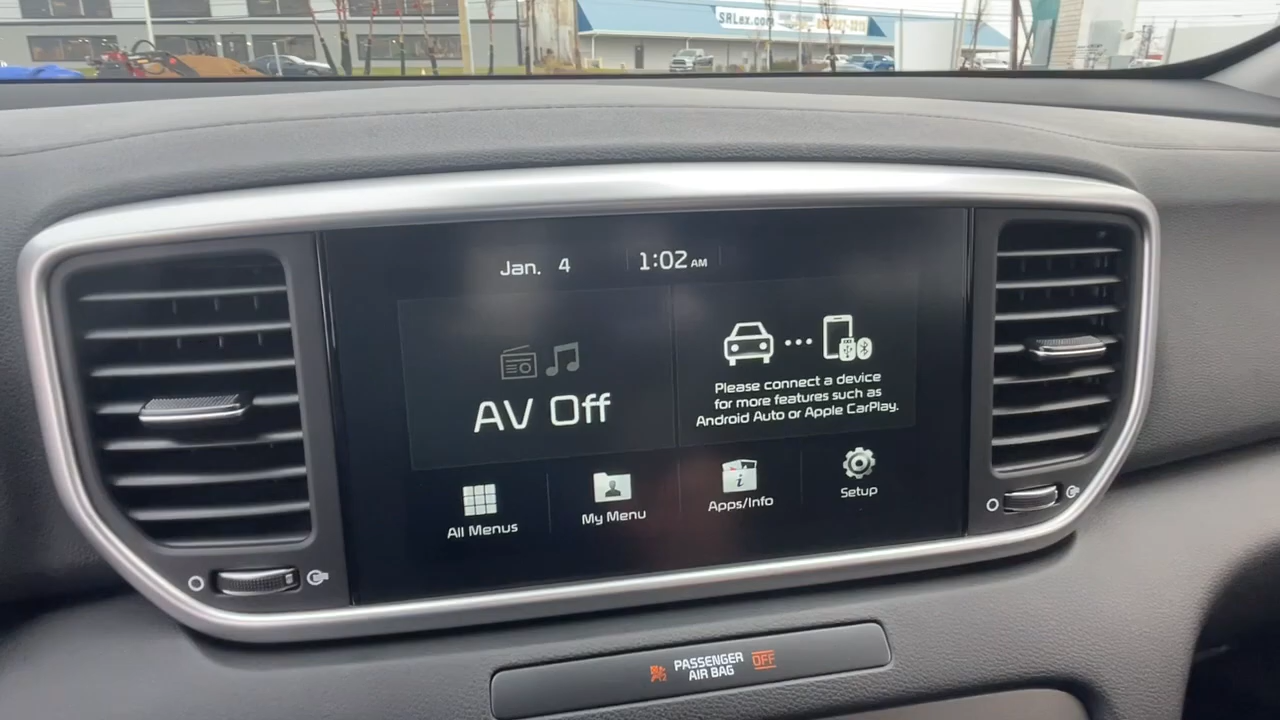 SRLex.com
Jan. 4
1:02 AM
AV Off
Please connect a device
for more features such as
Android Auto or Apple CarPlay.
All Menus
My Menu
Apps/Info
Setup
PASSENGER
AIR BAG
OFF